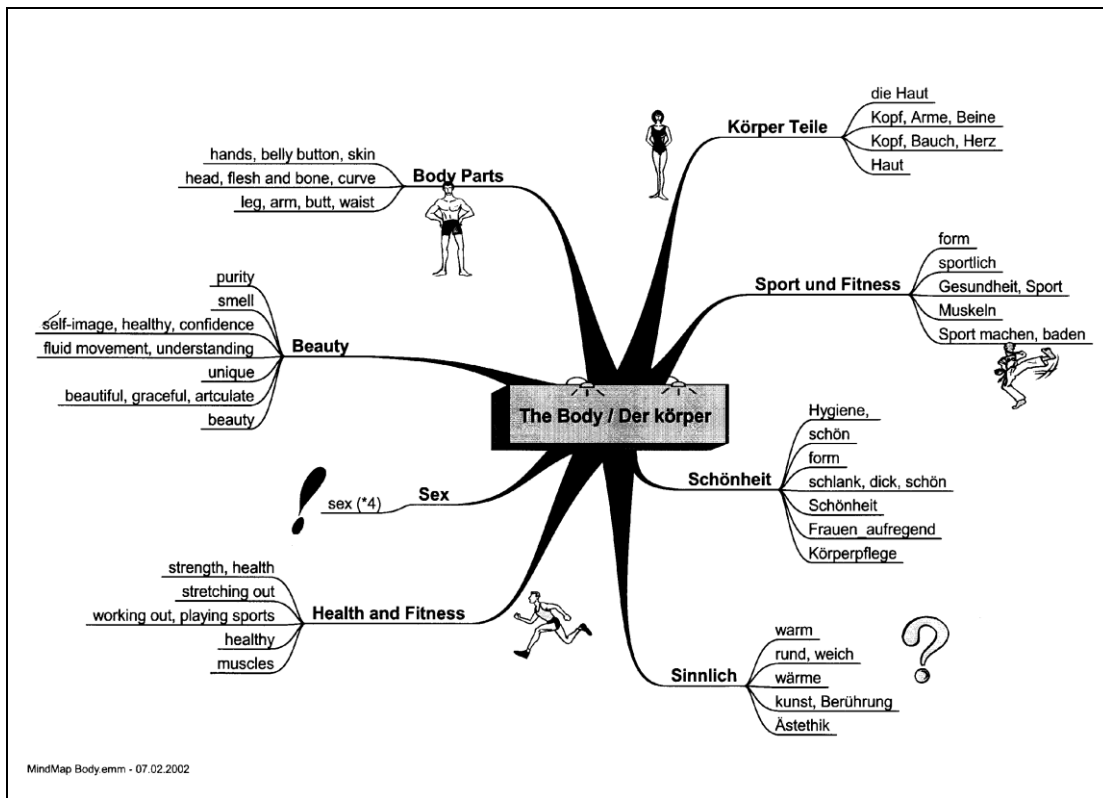 Body Parts
hands, belly button, skin
head, flesh and bone, curve
leg, arm, butt, waist
Beauty
purity
smell
self-image, healthy, confidence
fluid movement, understanding
unique
beautiful, graceful, artculate
beauty
Sex
sex (*4)
Health and Fitness
strength, health
stretching out
working out, playing sports
healthy
muscles
The Body / Der körper
Körper Teile
die Haut
Kopf, Arme, Beine
Kopf, Bauch, Herz
Haut
Sport und Fitness
form
sportlich
Gesundheit, Sport
Muskeln
Sport machen, baden
Schönheit
Hygiene,
schön
form
schlank, dick, schön
Schönheit
Frauen_aufregend
Körperpflege
Sinnlich
warm
rund, weich
wärme
kunst, Berührung
Ästethik
!
?
MindMap Body.emm - 07.02.2002